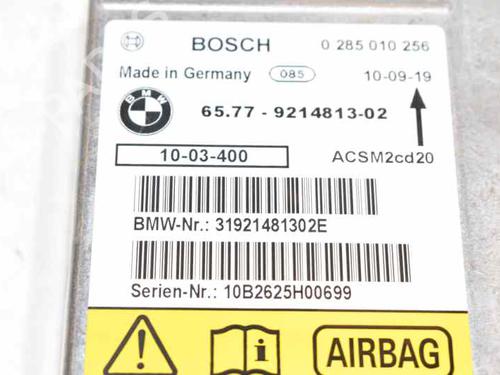 BOSCH 0 285 010 256
Made in Germany 085 10-09-19
BMW 65.77 - 9214813-02
10-03-400 ACSM2cd20
BMW-Nr.: 31921481302E
Serien-Nr.: 10B2625H00699
AIRBAG